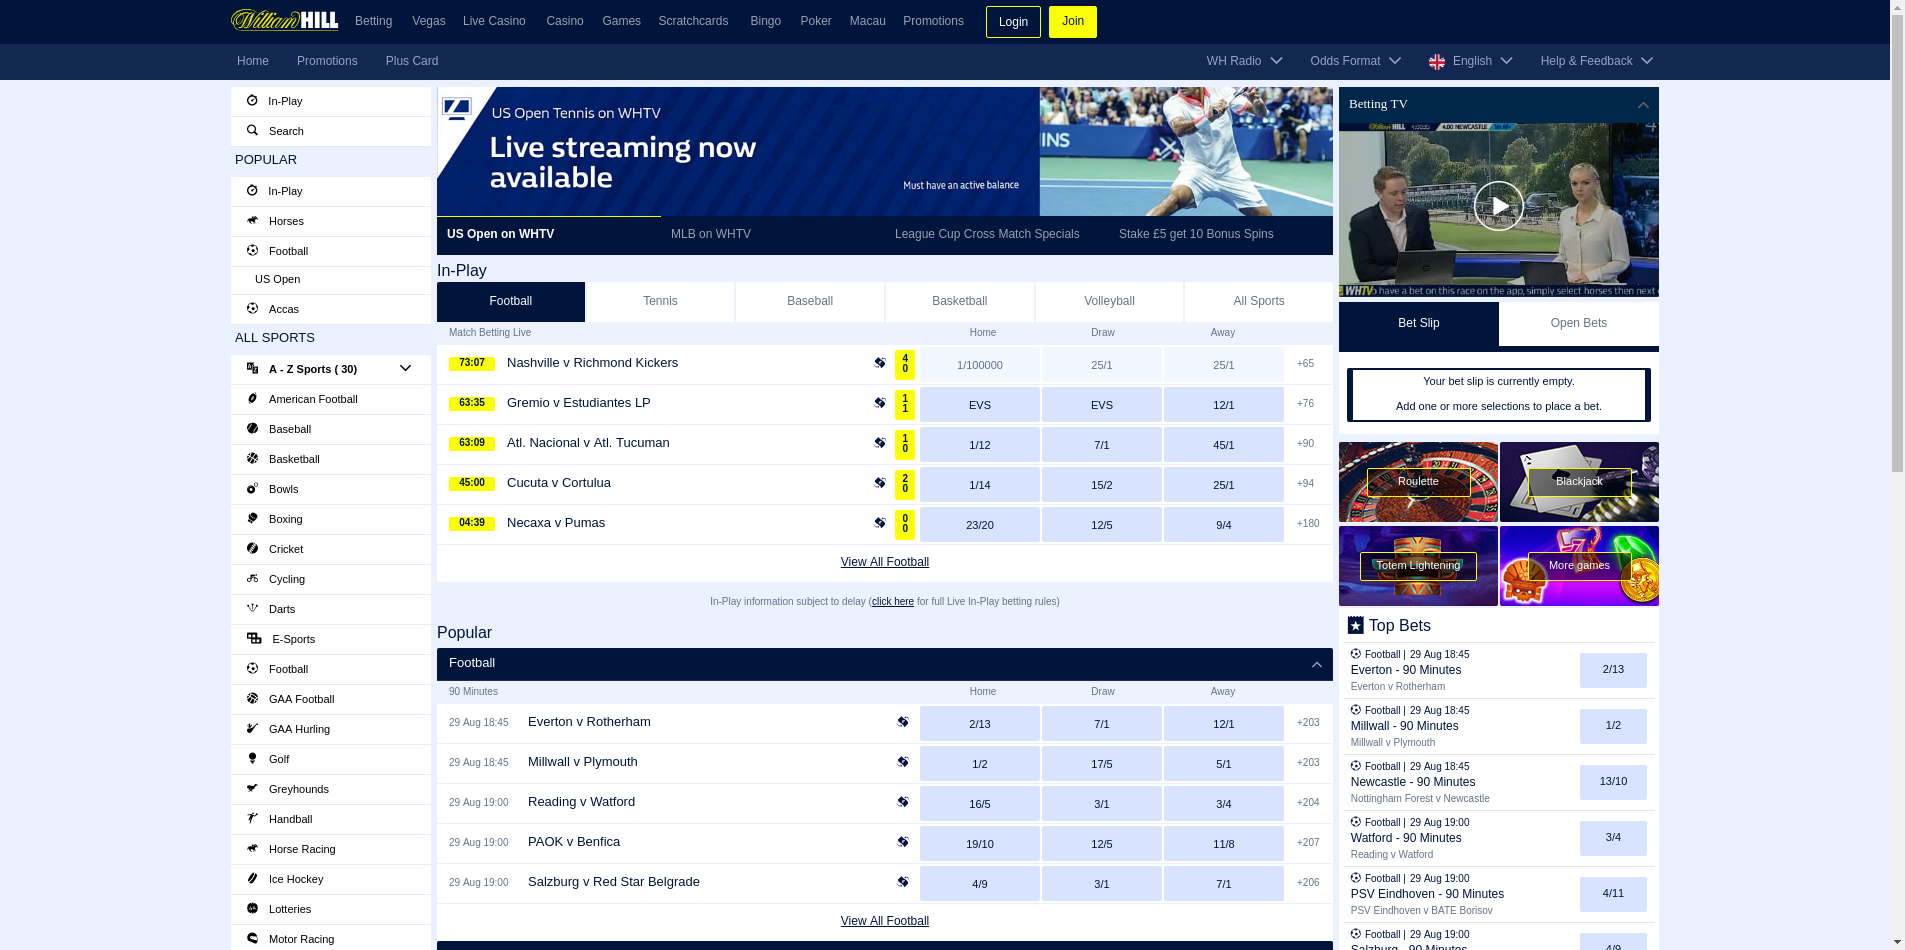 William HILL
Betting Vegas Live Casino Casino Games Scratchcards Bingo Poker Macau Promotions Login Join
Home Promotions Plus Card WH Radio Odds Format English Help & Feedback
In-Play
Search
POPULAR
In-Play
Horses
Football
US Open
Accas
ALL SPORTS
A - Z Sports ( 30)
American Football
Baseball
Basketball
Bowls
Boxing
Cricket
Cycling
Darts
E-Sports
Football
GAA Football
GAA Hurling
Golf
Greyhounds
Handball
Horse Racing
Ice Hockey
Lotteries
Motor Racing
US Open Tennis on WHTV
Live streaming now
available
Must have an active balance
US Open on WHTV MLB on WHTV League Cup Cross Match Specials Stake £5 get 10 Bonus Spins
In-Play
Football Tennis Baseball Basketball Volleyball All Sports
Match Betting Live Home Draw Away
73:07 Nashville v Richmond Kickers 4 0 1/100000 25/1 25/1 +65
63:35 Gremio v Estudiantes LP 1 1 EVS EVS 12/1 +76
63:09 Atl. Nacional v Atl. Tucuman 1 0 1/12 7/1 45/1 +90
45:00 Cucuta v Cortulua 2 0 1/14 15/2 25/1 +94
04:39 Necaxa v Pumas 0 0 23/20 12/5 9/4 +180
View All Football
In-Play information subject to delay (click here for full Live In-Play betting rules)
Popular
Football
90 Minutes Home Draw Away
29 Aug 18:45 Everton v Rotherham 2/13 7/1 12/1 +203
29 Aug 18:45 Millwall v Plymouth 1/2 17/5 5/1 +203
29 Aug 19:00 Reading v Watford 16/5 3/1 3/4 +204
29 Aug 19:00 PAOK v Benfica 19/10 12/5 11/8 +207
29 Aug 19:00 Salzburg v Red Star Belgrade 4/9 3/1 7/1 +206
View All Football
Betting TV
4.00 NEWCASTLE
WHTV have a bet on this race on the app, simply select horses then next
Bet Slip Open Bets
Your bet slip is currently empty.
Add one or more selections to place a bet.
Roulette Blackjack
Totem Lightening More games
Top Bets
Football | 29 Aug 18:45
Everton - 90 Minutes 2/13
Everton v Rotherham
Football | 29 Aug 18:45
Millwall - 90 Minutes 1/2
Millwall v Plymouth
Football | 29 Aug 18:45
Newcastle - 90 Minutes 13/10
Nottingham Forest v Newcastle
Football | 29 Aug 19:00
Watford - 90 Minutes 3/4
Reading v Watford
Football | 29 Aug 19:00
PSV Eindhoven - 90 Minutes 4/11
PSV Eindhoven v BATE Borisov
Football | 29 Aug 19:00
Salzburg - 90 Minutes 4/9